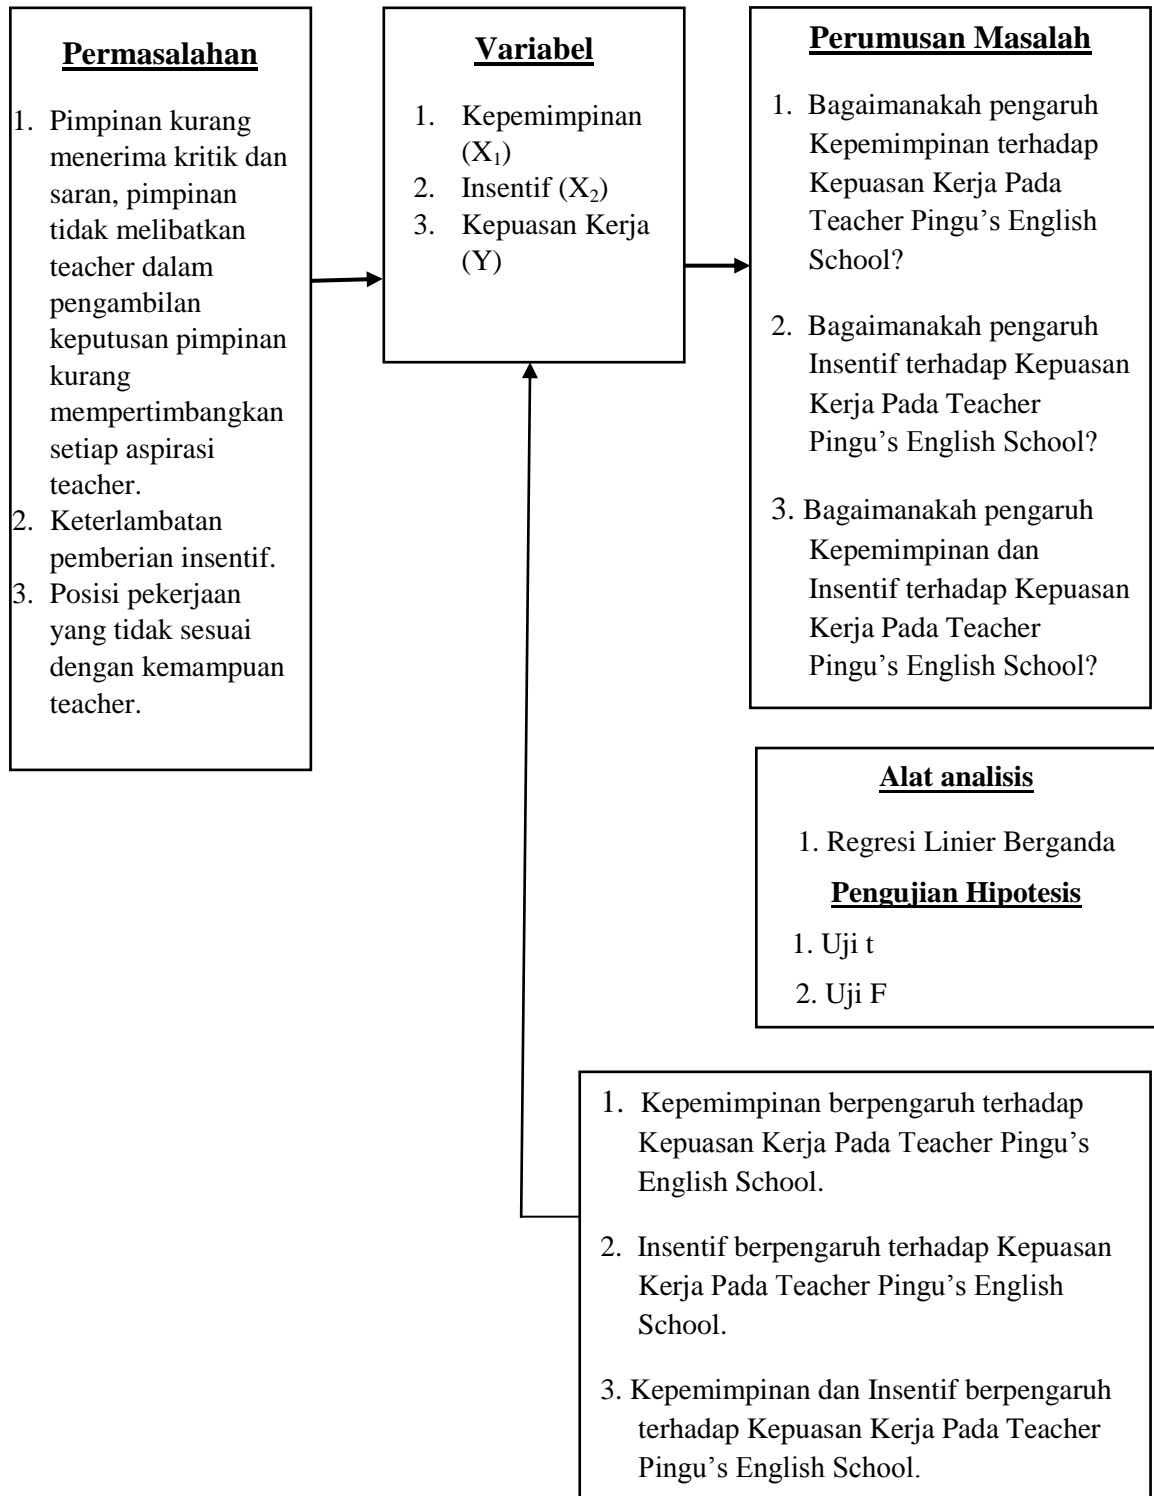 Permasalahan
1. Pimpinan kurang
menerima kritik dan
saran, pimpinan
tidak melibatkan
teacher dalam
pengambilan
keputusan pimpinan
kurang
mempertimbangkan
setiap aspirasi
teacher.
2. Keterlambatan
pemberian insentif.
3. Posisi pekerjaan
yang tidak sesuai
dengan kemampuan
teacher.
Variabel
1. Kepemimpinan
(X₁)
2. Insentif (X₂)
3. Kepuasan Kerja
(Y)
Perumusan Masalah
1. Bagaimanakah pengaruh
Kepemimpinan terhadap
Kepuasan Kerja Pada
Teacher Pingu’s English
School?
2. Bagaimanakah pengaruh
Insentif terhadap Kepuasan
Kerja Pada Teacher
Pingu’s English School?
3. Bagaimanakah pengaruh
Kepemimpinan dan
Insentif terhadap Kepuasan
Kerja Pada Teacher
Pingu’s English School?
Alat analisis
1. Regresi Linier Berganda
Pengujian Hipotesis
1. Uji t
2. Uji F
1. Kepemimpinan berpengaruh terhadap
Kepuasan Kerja Pada Teacher Pingu’s
English School.
2. Insentif berpengaruh terhadap Kepuasan
Kerja Pada Teacher Pingu’s English
School.
3. Kepemimpinan dan Insentif berpengaruh
terhadap Kepuasan Kerja Pada Teacher
Pingu’s English School.